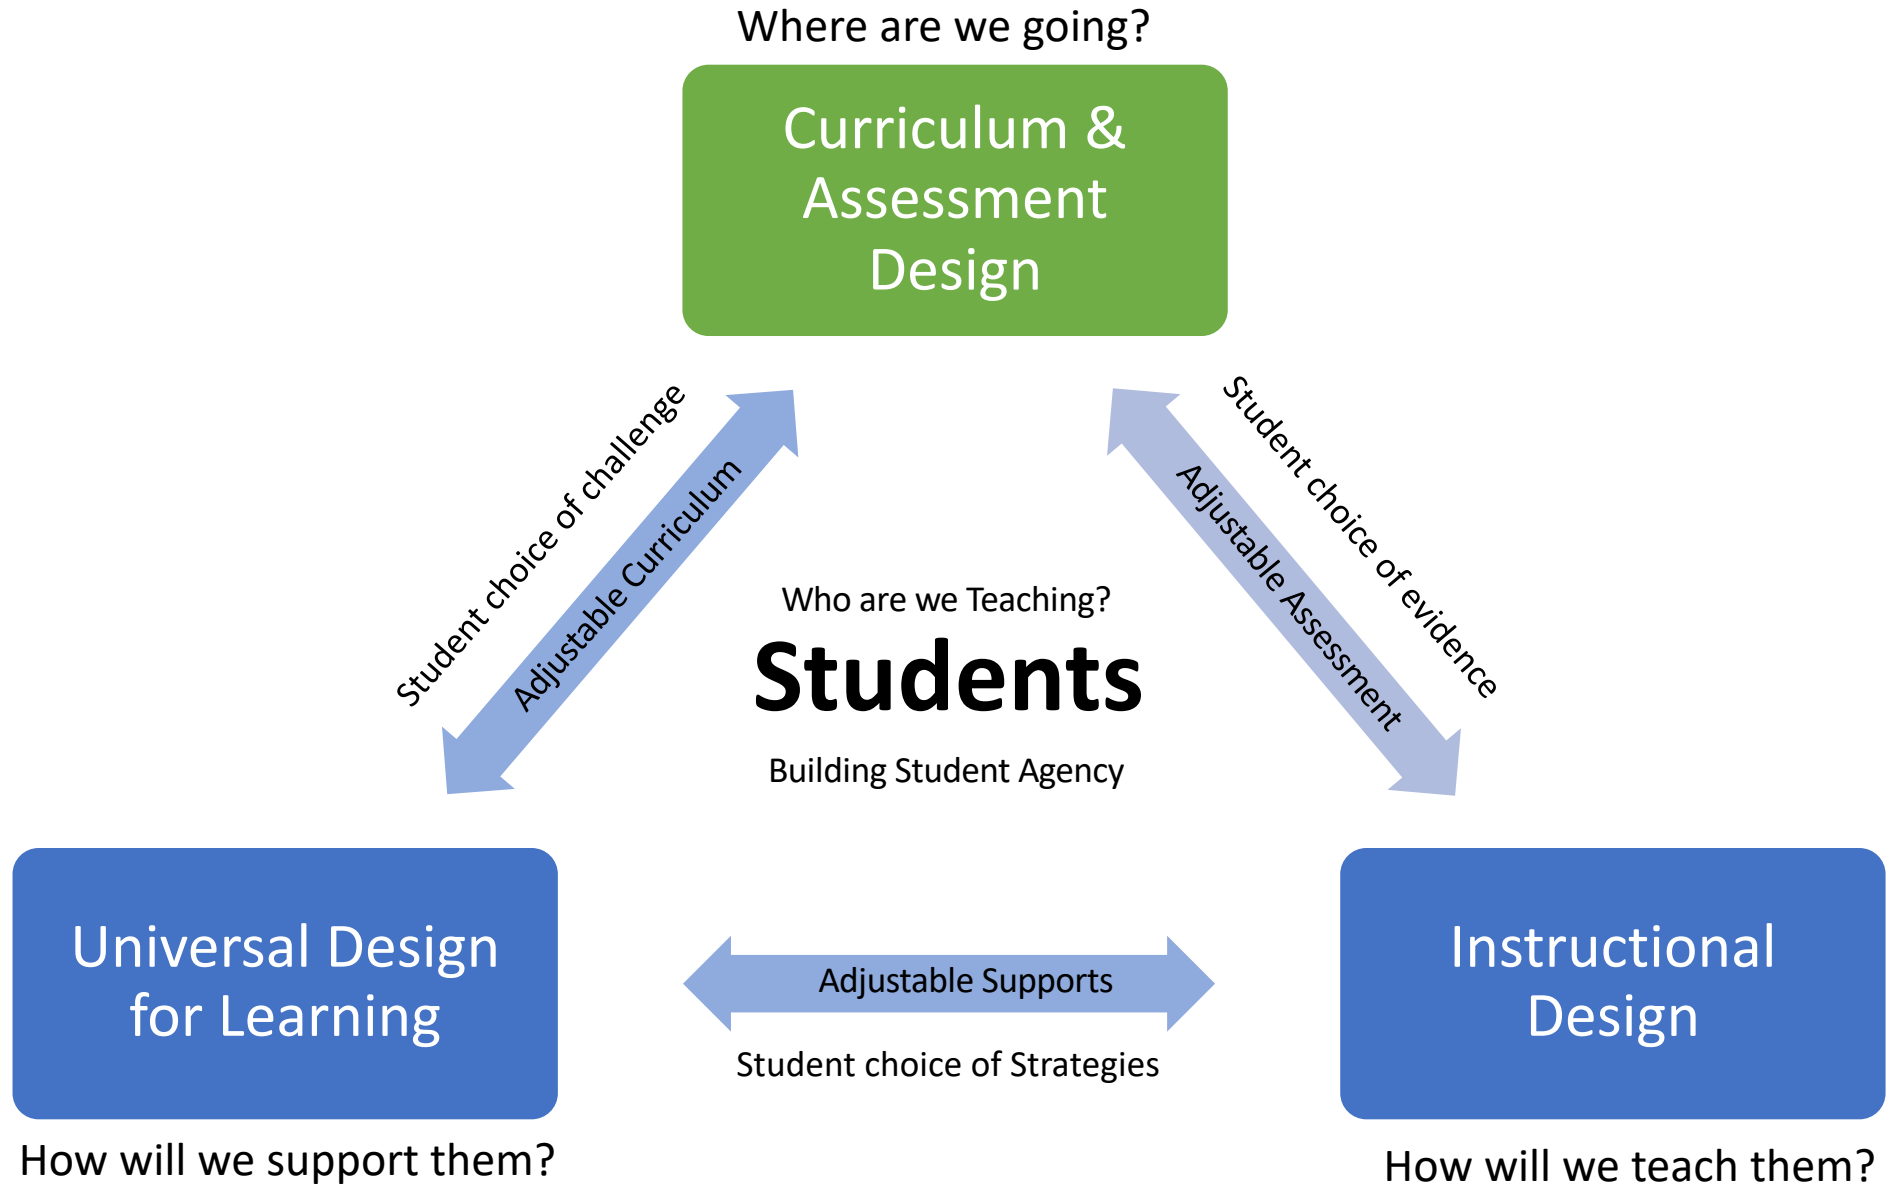 Where are we going?
Curriculum &
Assessment
Design
Student choice of challenge
Adjustable Curriculum
Adjustable Assessment
Student choice of evidence
Who are we Teaching?
Students
Building Student Agency
Universal Design
for Learning
Adjustable Supports
Student choice of Strategies
Instructional
Design
How will we support them?
How will we teach them?